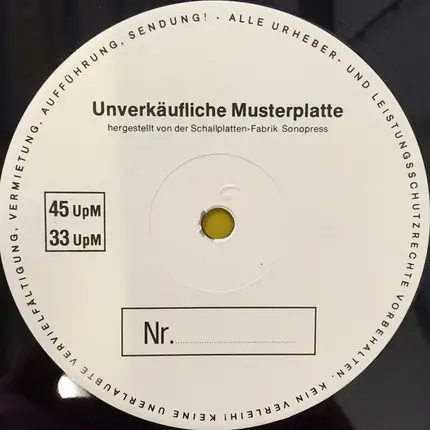 ALLE URHEBER- UND LEISTUNGSSCHUTZRECHTE VORBEHALTEN. KEIN VERLEIH! KEINE UNERLAUBTE VERVIELFÄLTIGUNG, VERMIETUNG, AUFFÜHRUNG, SENDUNG! ·
Unverkäufliche Musterplatte
hergestellt von der Schallplatten-Fabrik Sonopress
45 UpM
33 UpM
Nr.